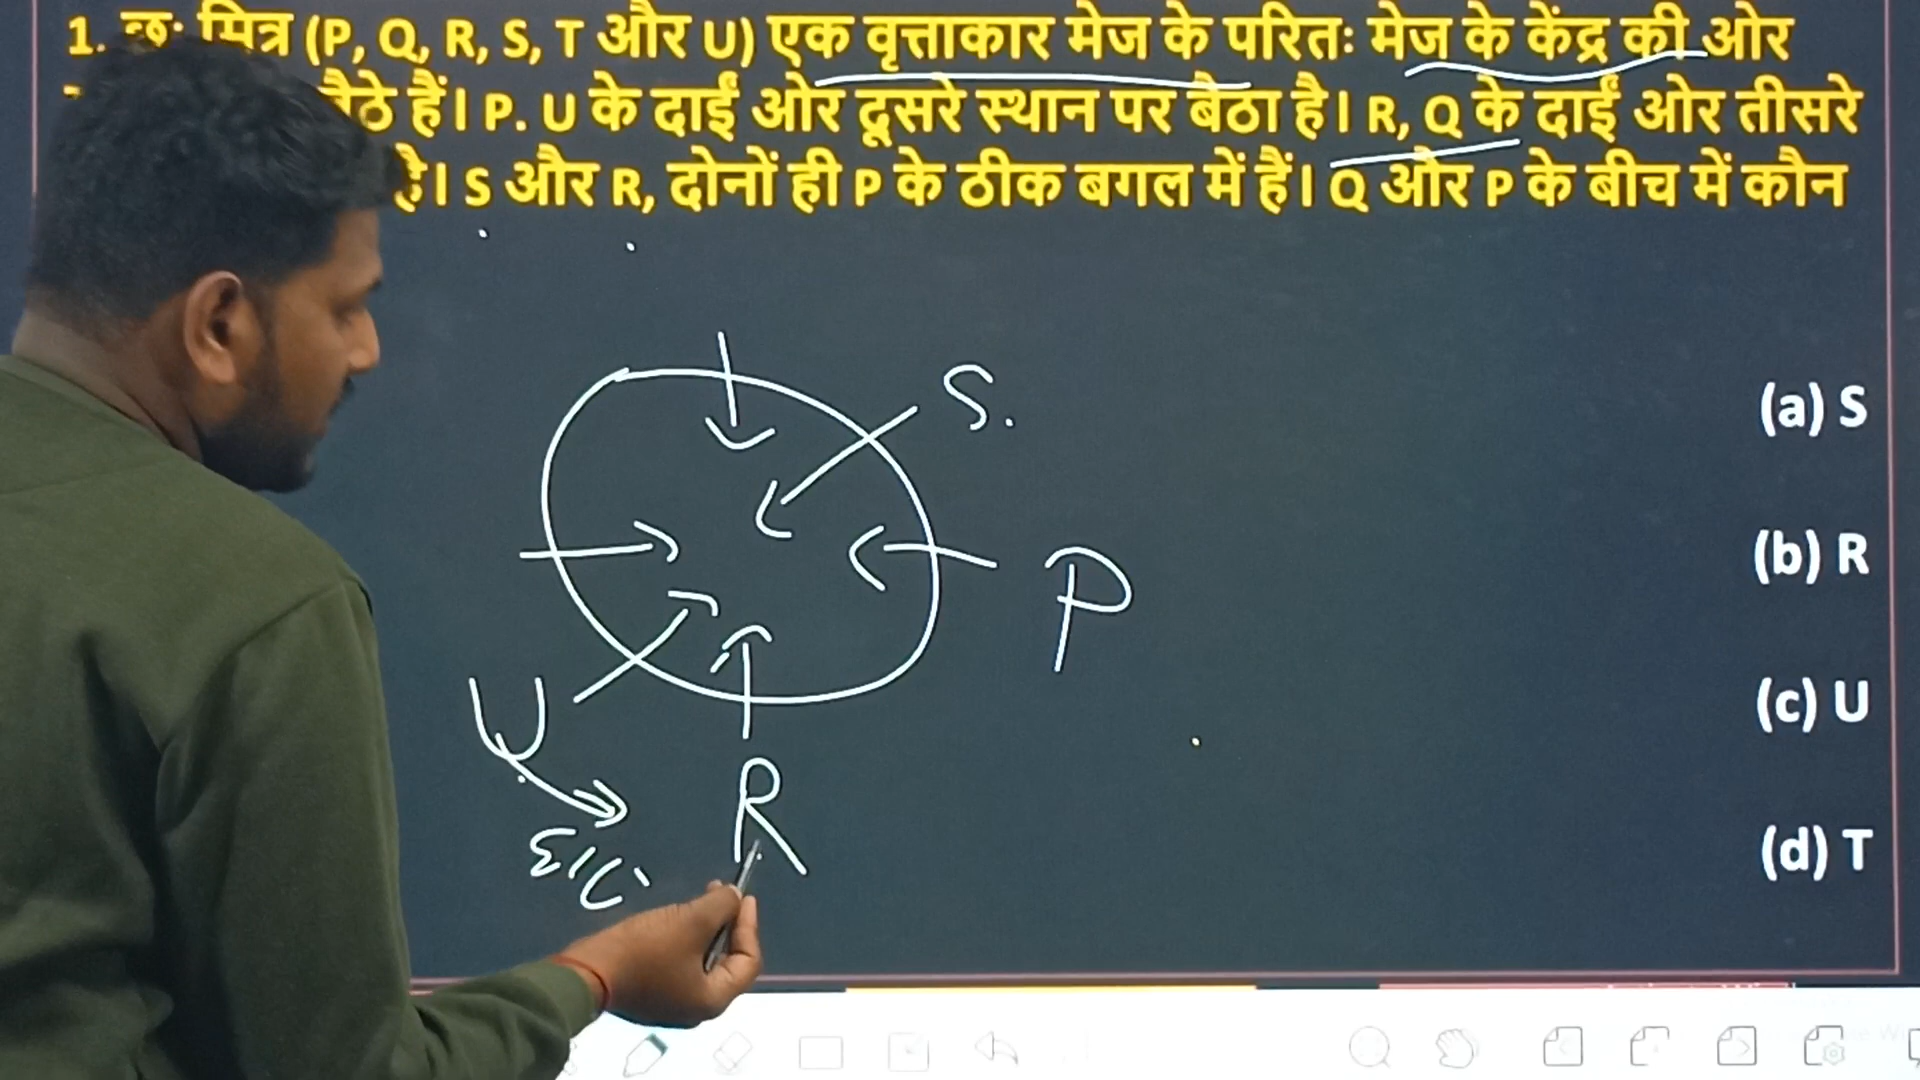 1. छः मित्र (P, Q, R, S, T और U) एक वृत्ताकार मेज के परितः मेज के केंद्र की ओर
बैठे हैं। P. U के दाईं ओर दूसरे स्थान पर बैठा है। R, Q के दाईं ओर तीसरे
है। S और R, दोनों ही P के ठीक बगल में हैं। Q और P के बीच में कौन
S.
(a) S
P
(b) R
U
(c) U
R
(d) T